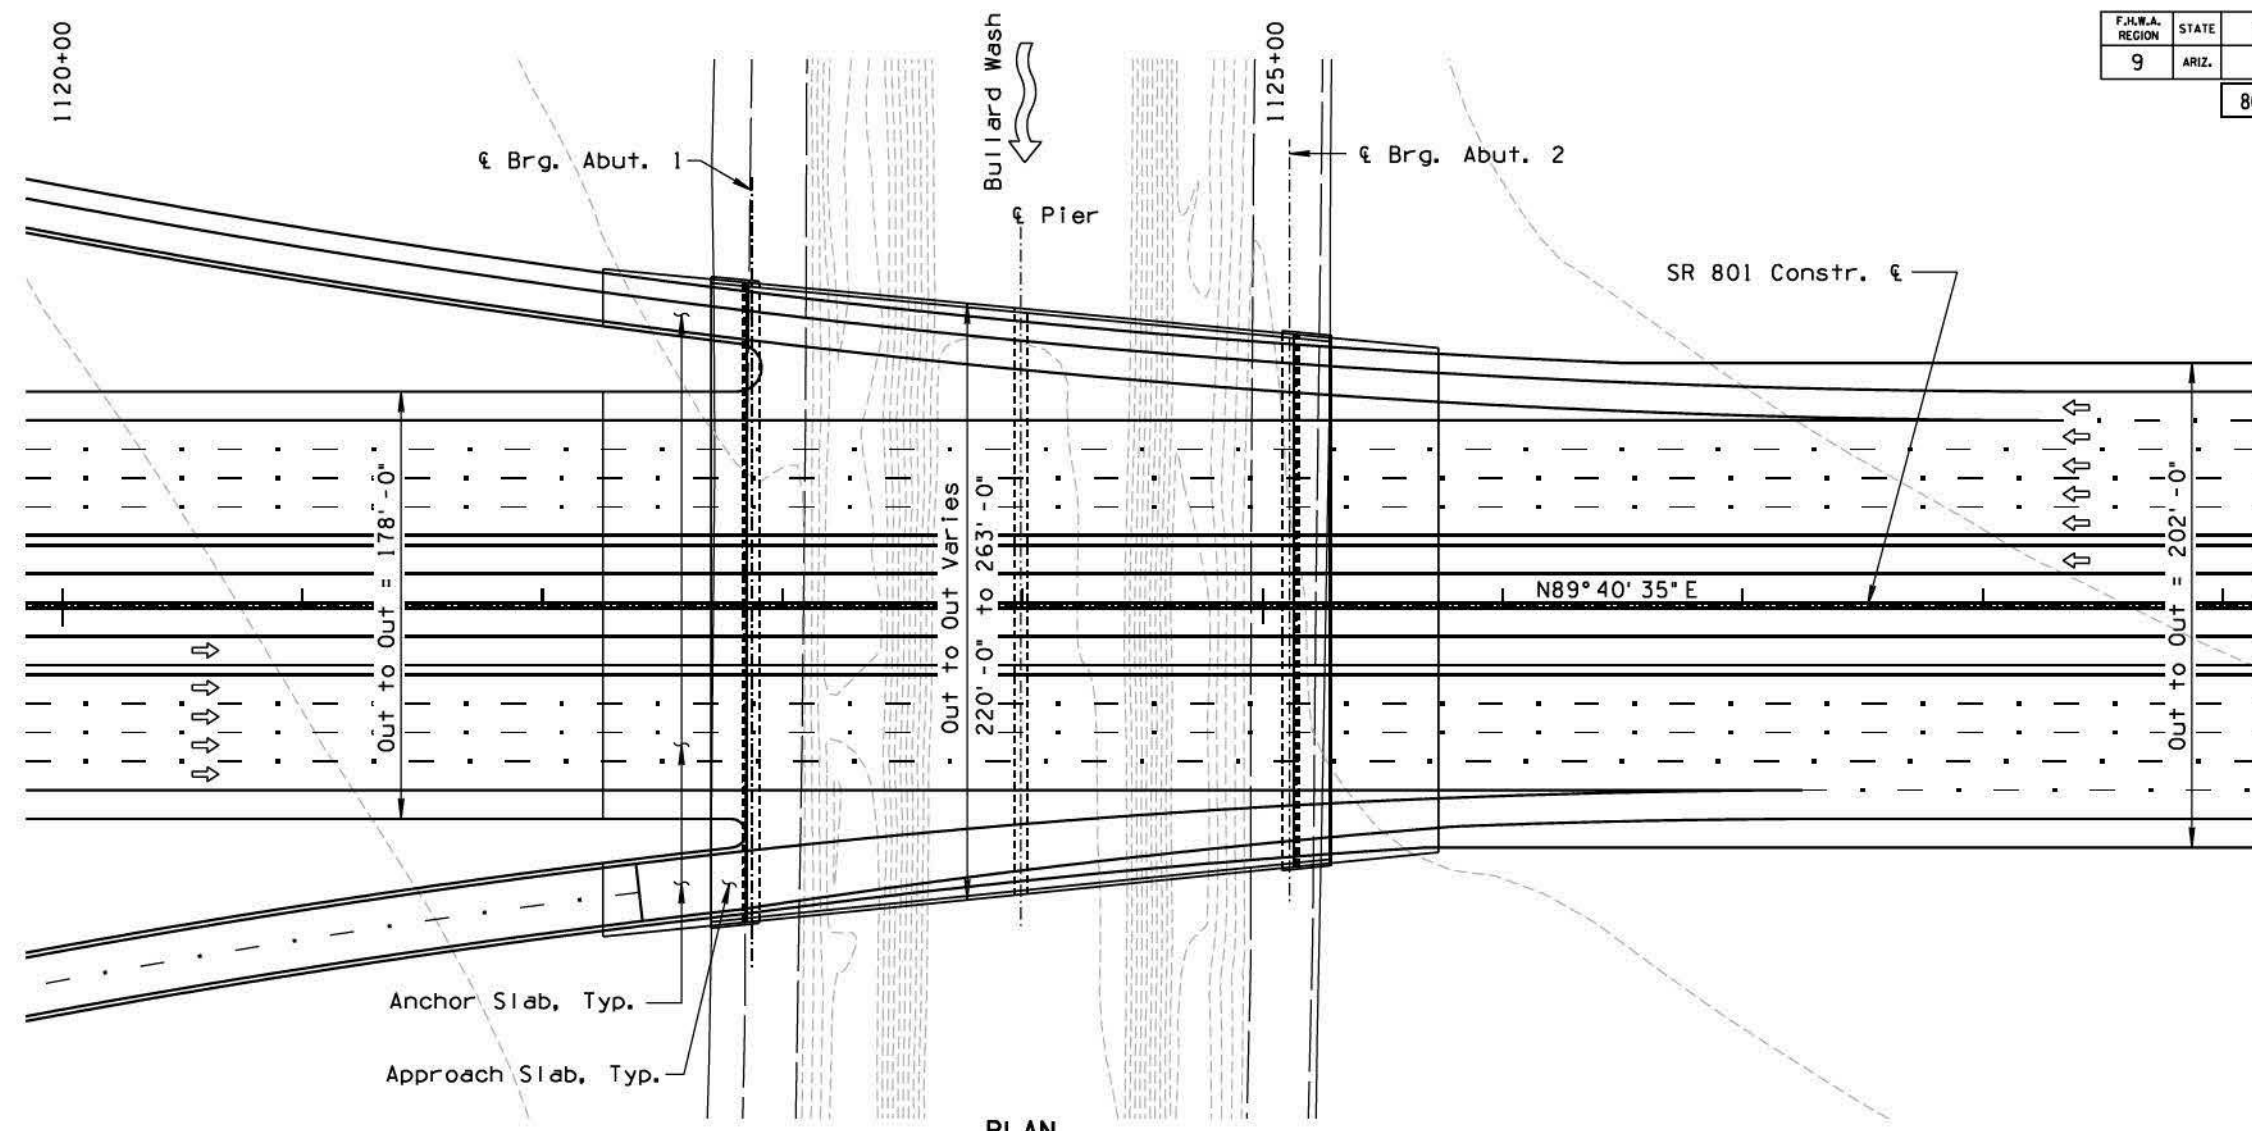 1120+00
Bullard Wash
1125+00
F.H.W.A.
REGION
STATE
9
ARIZ.
℄ Brg. Abut. 1
℄ Brg. Abut. 2
℄ Pier
SR 801 Constr. ℄
Out to Out = 178'-0"
Out to Out Varies
220'-0" to 263'-0"
N89°40'35"E
Out to Out = 202'-0"
Anchor Slab, Typ.
Approach Slab, Typ.
PLAN